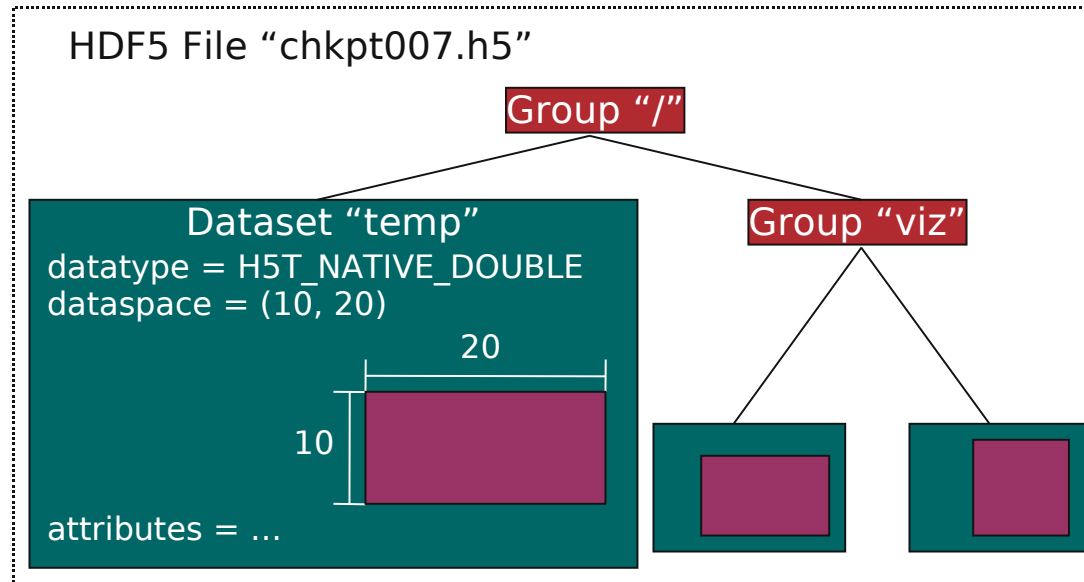 HDF5 File “chkpt007.h5”
Group “/”
Dataset “temp”
datatype = H5T_NATIVE_DOUBLE
dataspace = (10, 20)
20
10
attributes = ...
Group “viz”